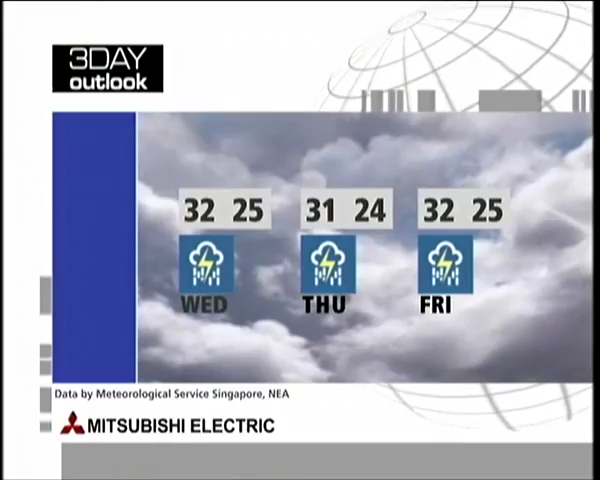 3DAY
outlook
32 25 31 24 32 25
WED THU FRI
Data by Meteorological Service Singapore, NEA
MITSUBISHI ELECTRIC